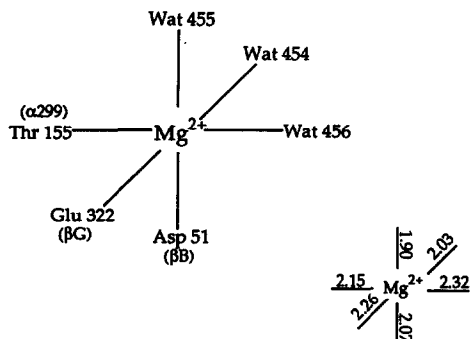 Wat 455
Wat 454
(α299)
Thr 155
Mg2+
Wat 456
Glu 322
(βG)
Asp 51
(βB)
1.90
2.03
2.15
Mg2+
2.32
2.26
2.07